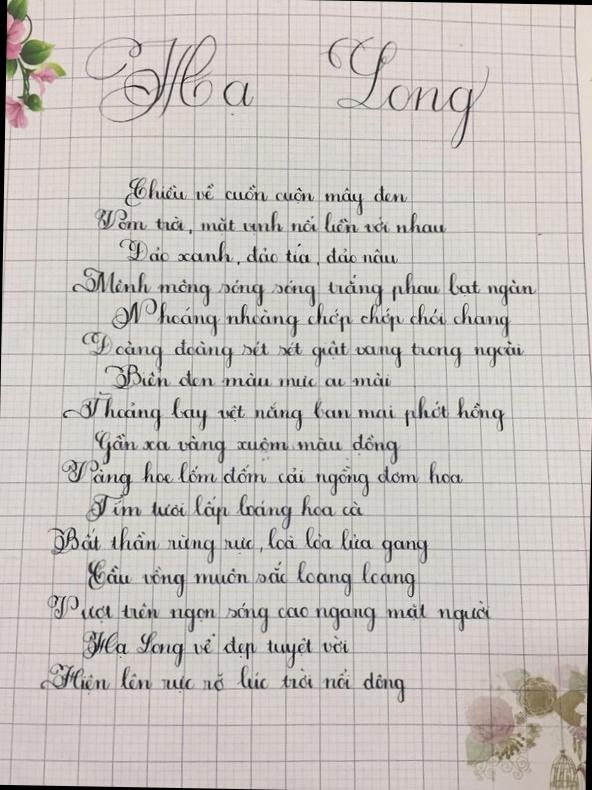 Hạ Long
Chiều về cuồn cuộn mây đen
Vòm trời, mặt vịnh nối liền với nhau
Đảo xanh, đảo tía, đảo nâu
Mênh mông sóng sóng trắng phau bạt ngàn
Nhoáng nhoàng chớp chớp chói chang
Đoàng đoàng sét sét giật vang trong ngoài
Biển đen màu mực ai mài
Thoảng bay vệt nắng ban mai phớt hồng
Gần xa vàng xuộm màu đồng
Vàng hoe lốm đốm cải ngồng đơm hoa
Tím tươi lấp loáng hoa cà
Bất thần rừng rực, loà lòa lửa gang
Cầu vồng muôn sắc loang loang
Vượt trên ngọn sóng cao ngang mặt người
Hạ Long vẻ đẹp tuyệt vời
Hiện lên rực rỡ lúc trời nổi dông